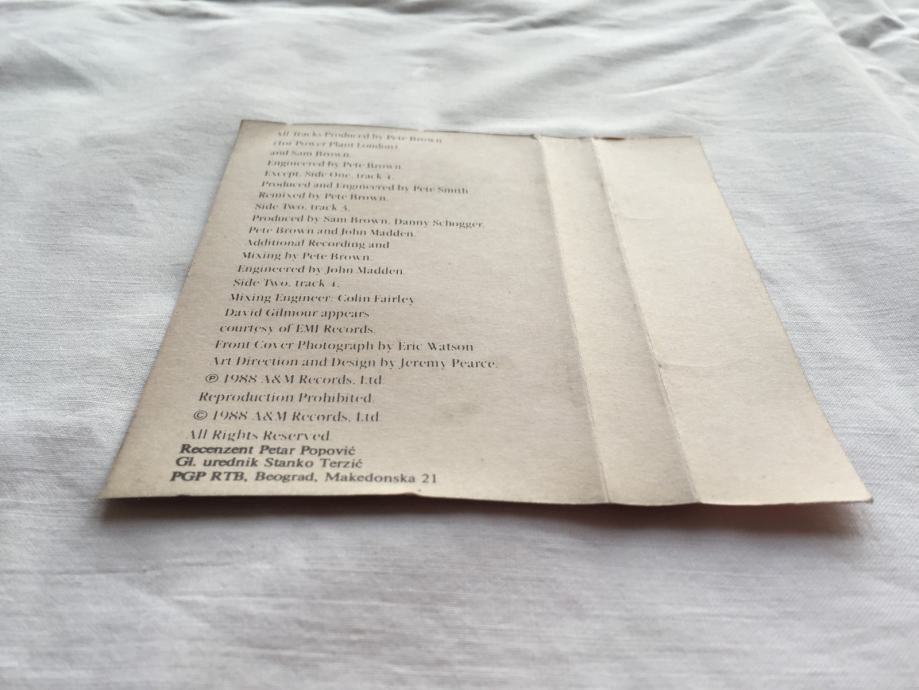 All Tracks Produced by Pete Brown
(for Power Plant London)
and Sam Brown.
Engineered by Pete Brown
Except. Side One, track 4.
Produced and Engineered by Pete Smith
Remixed by Pete Brown.
Side Two, track 3.
Produced by Sam Brown, Danny Schogger,
Pete Brown and John Madden.
Additional Recording and
Mixing by Pete Brown.
Engineered by John Madden.
Side Two, track 4.
Mixing Engineer: Colin Fairley
David Gilmour appears
courtesy of EMI Records.
Front Cover Photograph by Eric Watson
Art Direction and Design by Jeremy Pearce.
℗ 1988 A&M Records, Ltd.
Reproduction Prohibited.
© 1988 A&M Records, Ltd
All Rights Reserved.
Recenzent Petar Popović
Gl. urednik Stanko Terzić
PGP RTB, Beograd, Makedonska 21